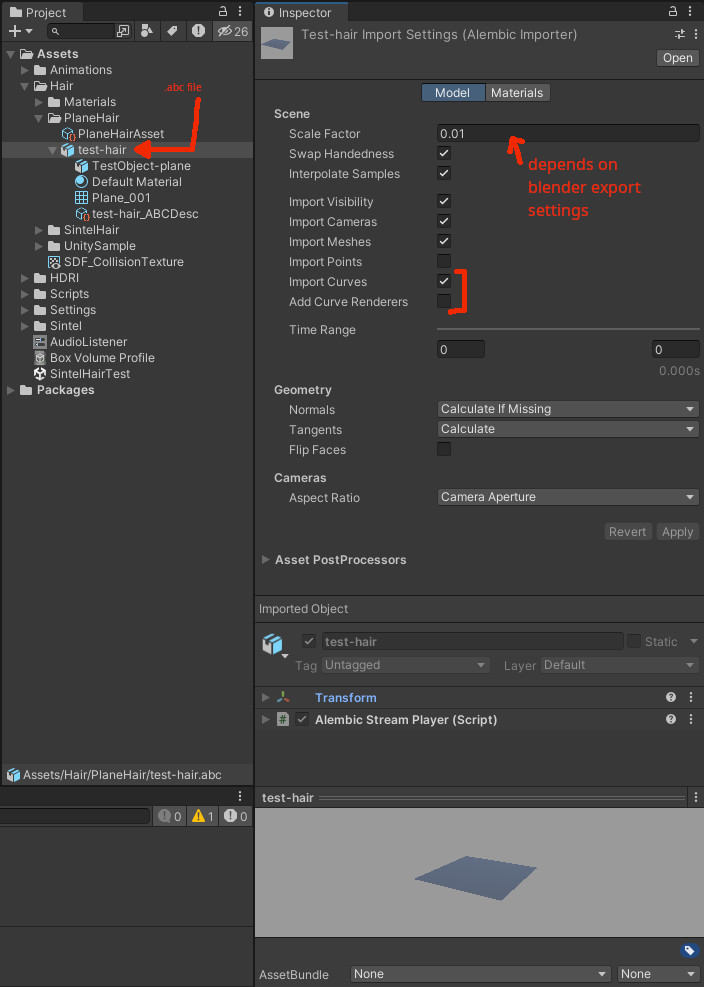 Project
26
Assets
Animations
Hair
.abc file
Materials
PlaneHair
PlaneHairAsset
test-hair
TestObject-plane
Default Material
Plane_001
test-hair_ABCDesc
SintelHair
UnitySample
SDF_CollisionTexture
HDRI
Scripts
Settings
Sintel
AudioListener
Box Volume Profile
SintelHairTest
Packages
Assets/Hair/PlaneHair/test-hair.abc
0 1 0
Inspector
Test-hair Import Settings (Alembic Importer)
Open
Model Materials
Scene
Scale Factor 0.01
depends on
blender export
settings
Swap Handedness
Interpolate Samples
Import Visibility
Import Cameras
Import Meshes
Import Points
Import Curves
Add Curve Renderers
Time Range
0 0
0.000s
Geometry
Normals Calculate If Missing
Tangents Calculate
Flip Faces
Cameras
Aspect Ratio Camera Aperture
Revert Apply
Asset PostProcessors
Imported Object
test-hair Static
Tag Untagged Layer Default
Transform
# Alembic Stream Player (Script)
test-hair
AssetBundle None None